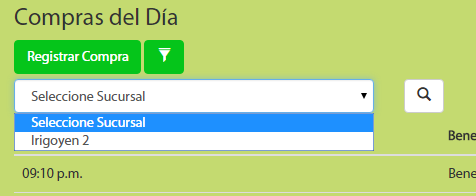 Compras del Día
Registrar Compra
Seleccione Sucursal
Seleccione Sucursal
Irigoyen 2
Bene
09:10 p.m.
Bene